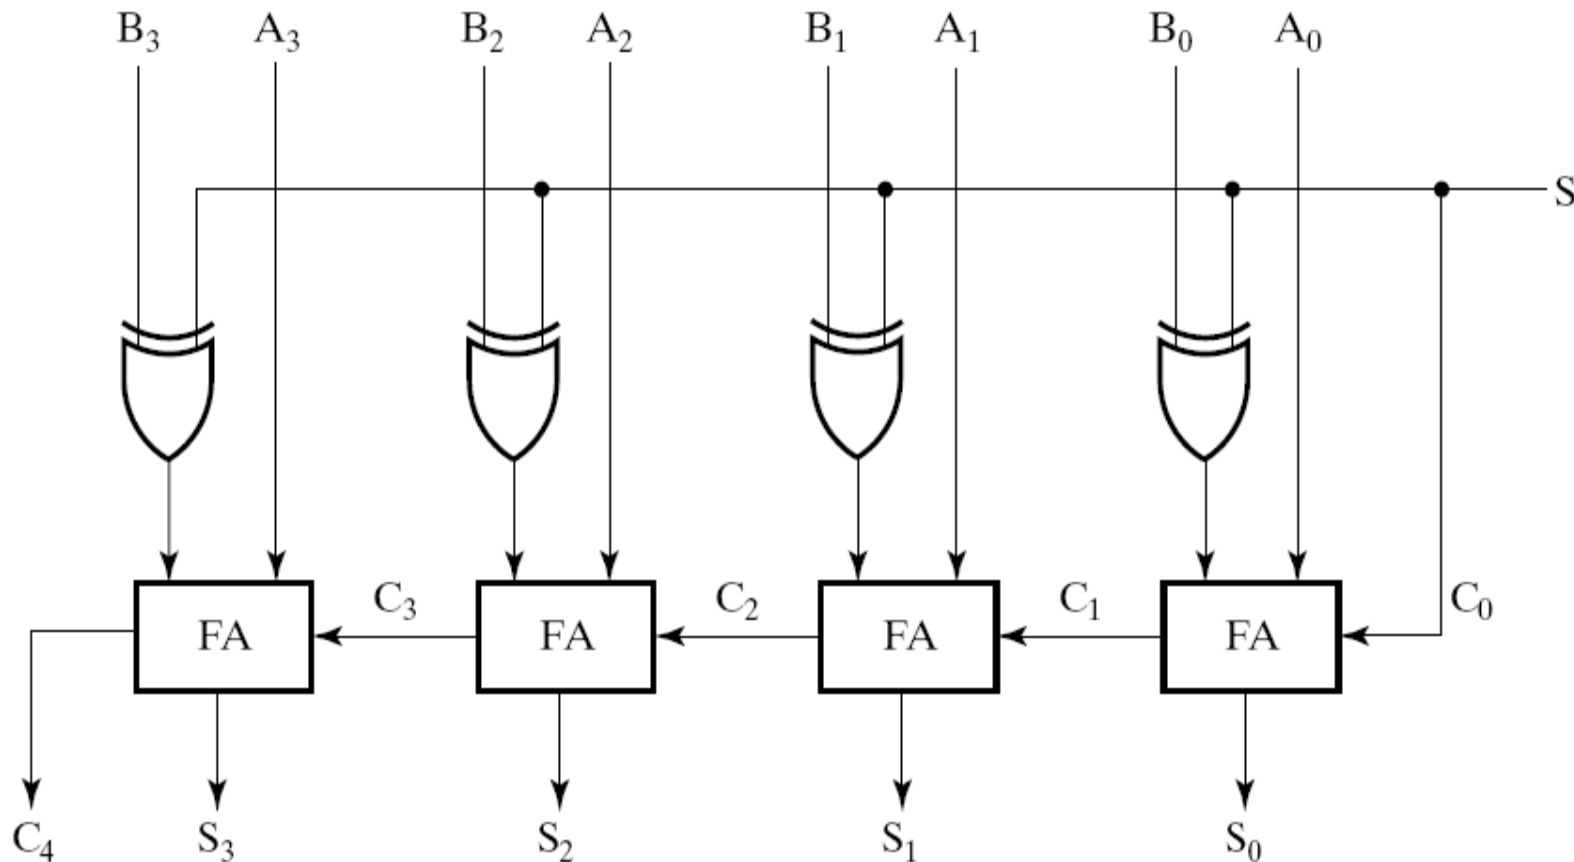 B₃ A₃ B₂ A₂ B₁ A₁ B₀ A₀
S
C₃ C₂ C₁ C₀
FA FA FA FA
C₄ S₃ S₂ S₁ S₀